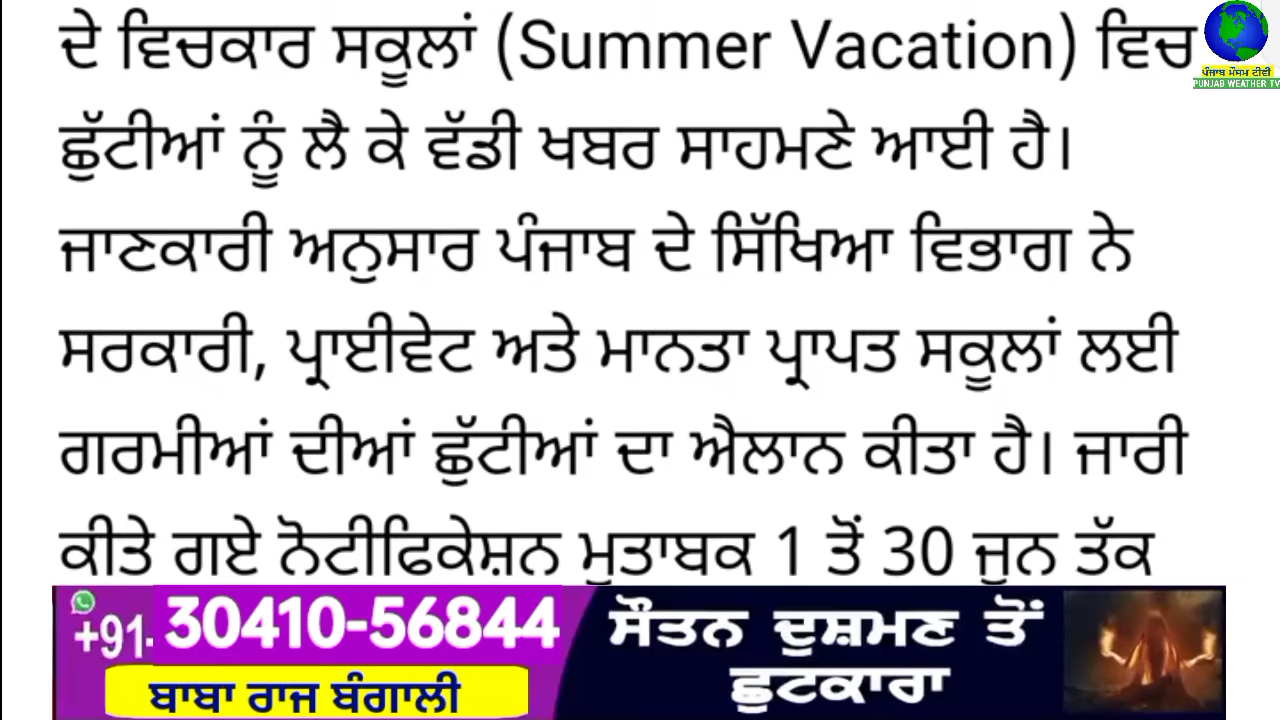 ਦੇ ਵਿਚਕਾਰ ਸਕੂਲਾਂ (Summer Vacation) ਵਿਚ
ਪੰਜਾਬ ਮੌਸਮ ਟੀਵੀ
PUNJAB WEATHER TV
ਛੁੱਟੀਆਂ ਨੂੰ ਲੈ ਕੇ ਵੱਡੀ ਖਬਰ ਸਾਹਮਣੇ ਆਈ ਹੈ।
ਜਾਣਕਾਰੀ ਅਨੁਸਾਰ ਪੰਜਾਬ ਦੇ ਸਿੱਖਿਆ ਵਿਭਾਗ ਨੇ
ਸਰਕਾਰੀ, ਪ੍ਰਾਈਵੇਟ ਅਤੇ ਮਾਨਤਾ ਪ੍ਰਾਪਤ ਸਕੂਲਾਂ ਲਈ
ਗਰਮੀਆਂ ਦੀਆਂ ਛੁੱਟੀਆਂ ਦਾ ਐਲਾਨ ਕੀਤਾ ਹੈ। ਜਾਰੀ
ਕੀਤੇ ਗਏ ਨੋਟੀਫਿਕੇਸ਼ਨ ਮੁਤਾਬਕ 1 ਤੋਂ 30 ਜੂਨ ਤੱਕ
+91-30410-56844
ਬਾਬਾ ਰਾਜ ਬੰਗਾਲੀ
ਸੌਤਨ ਦੁਸ਼ਮਣ ਤੋਂ
ਛੁਟਕਾਰਾ